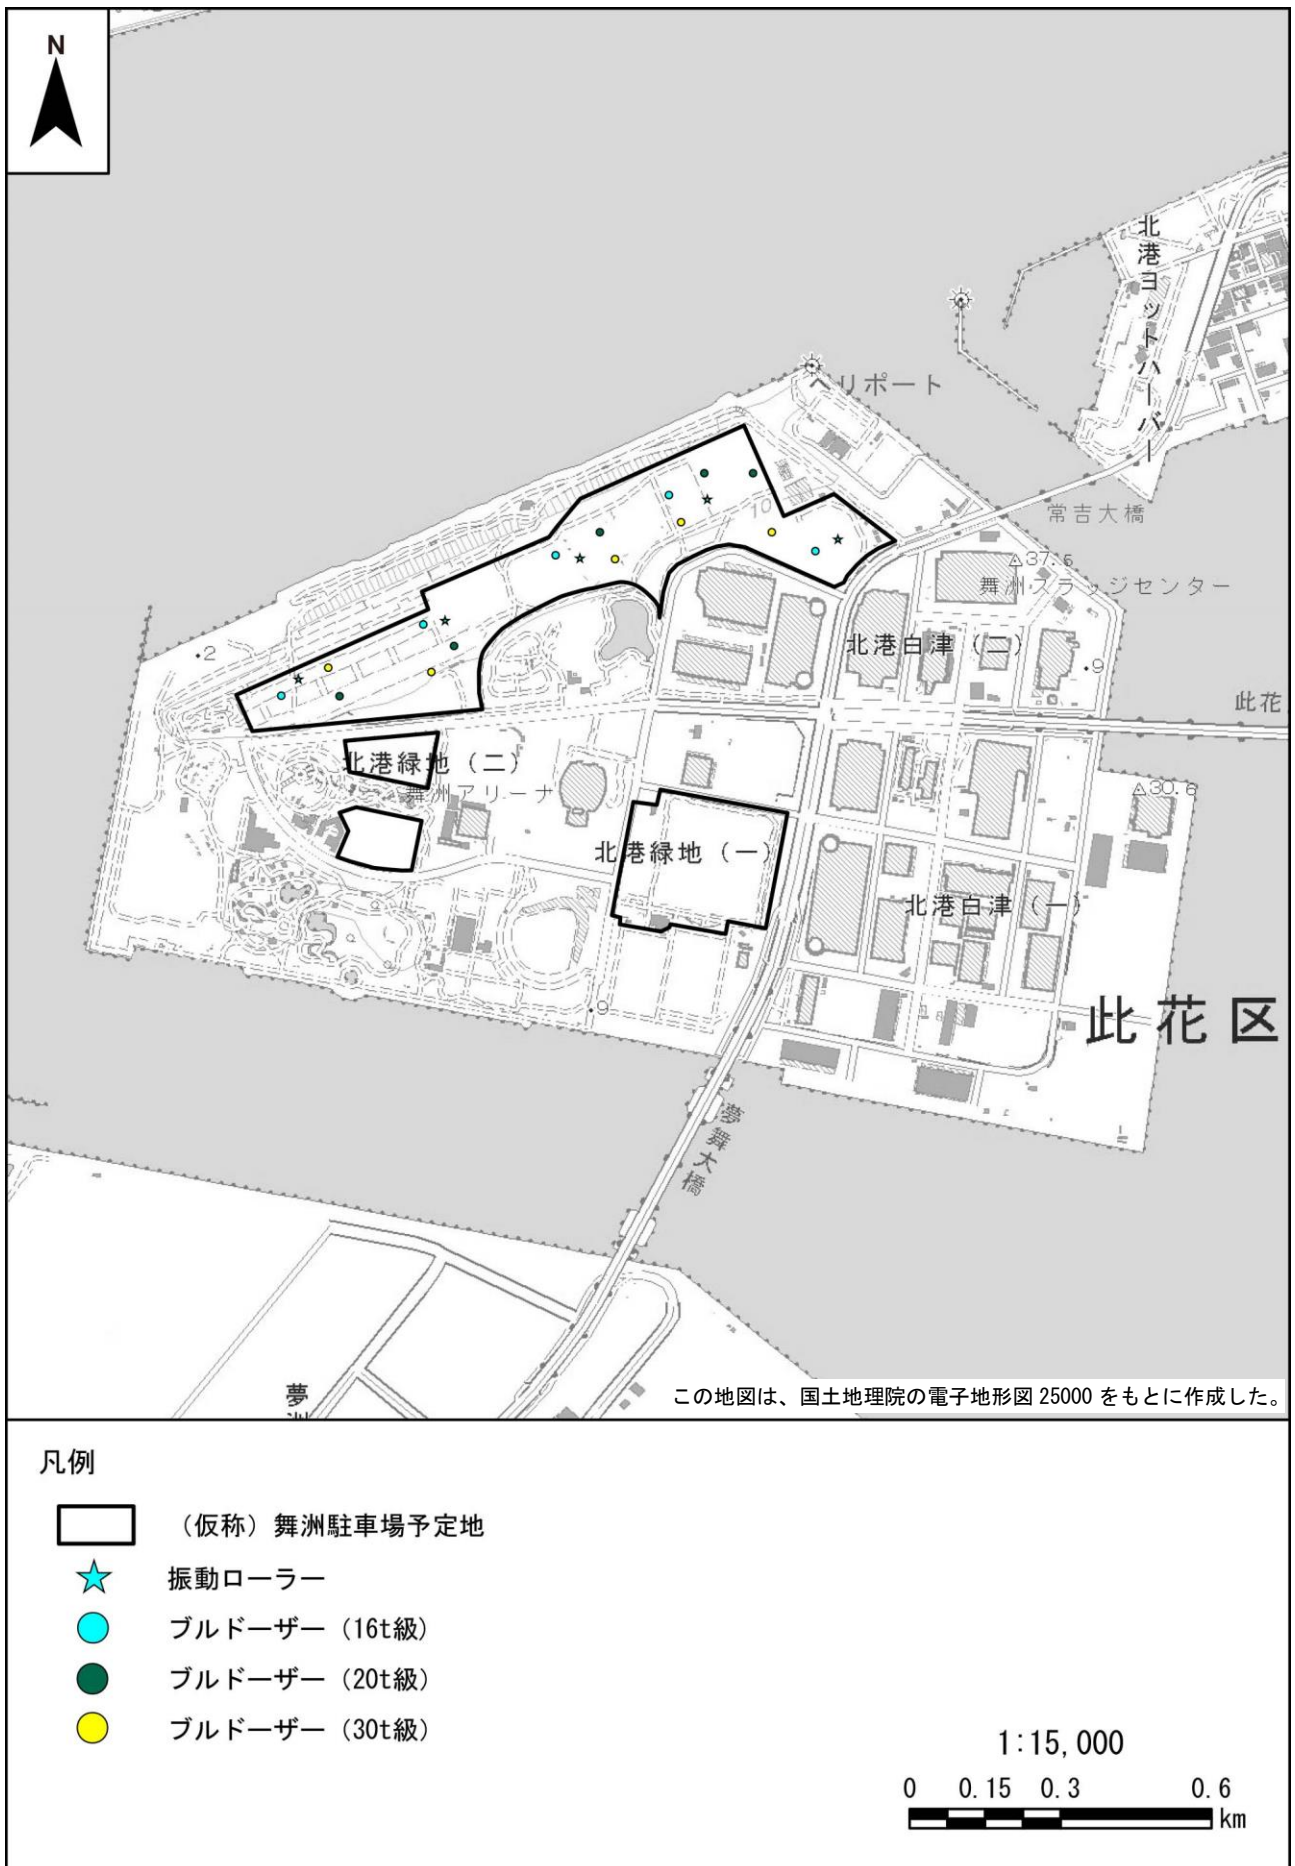 N
北港ヨットハーバー
ヘリポート
10
常吉大橋
△37.5
舞洲スラッジセンター
北港白津（二）
・2
・9
此花
北港緑地（二）
舞洲アリーナ
△30.6
北港緑地（一）
北港白津（一）
・9
此花区
夢舞大橋
夢
この地図は、国土地理院の電子地形図 25000 をもとに作成した。
凡例
（仮称）舞洲駐車場予定地
振動ローラー
ブルドーザー（16t級）
ブルドーザー（20t級）
ブルドーザー（30t級）
1:15,000
0 0.15 0.3 0.6
km